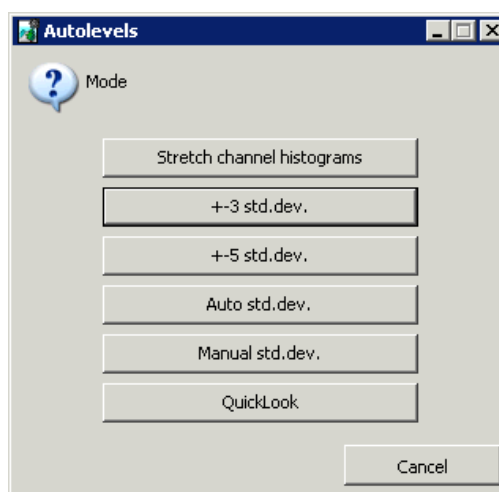 Autolevels
Mode
Stretch channel histograms
+-3 std.dev.
+-5 std.dev.
Auto std.dev.
Manual std.dev.
QuickLook
Cancel